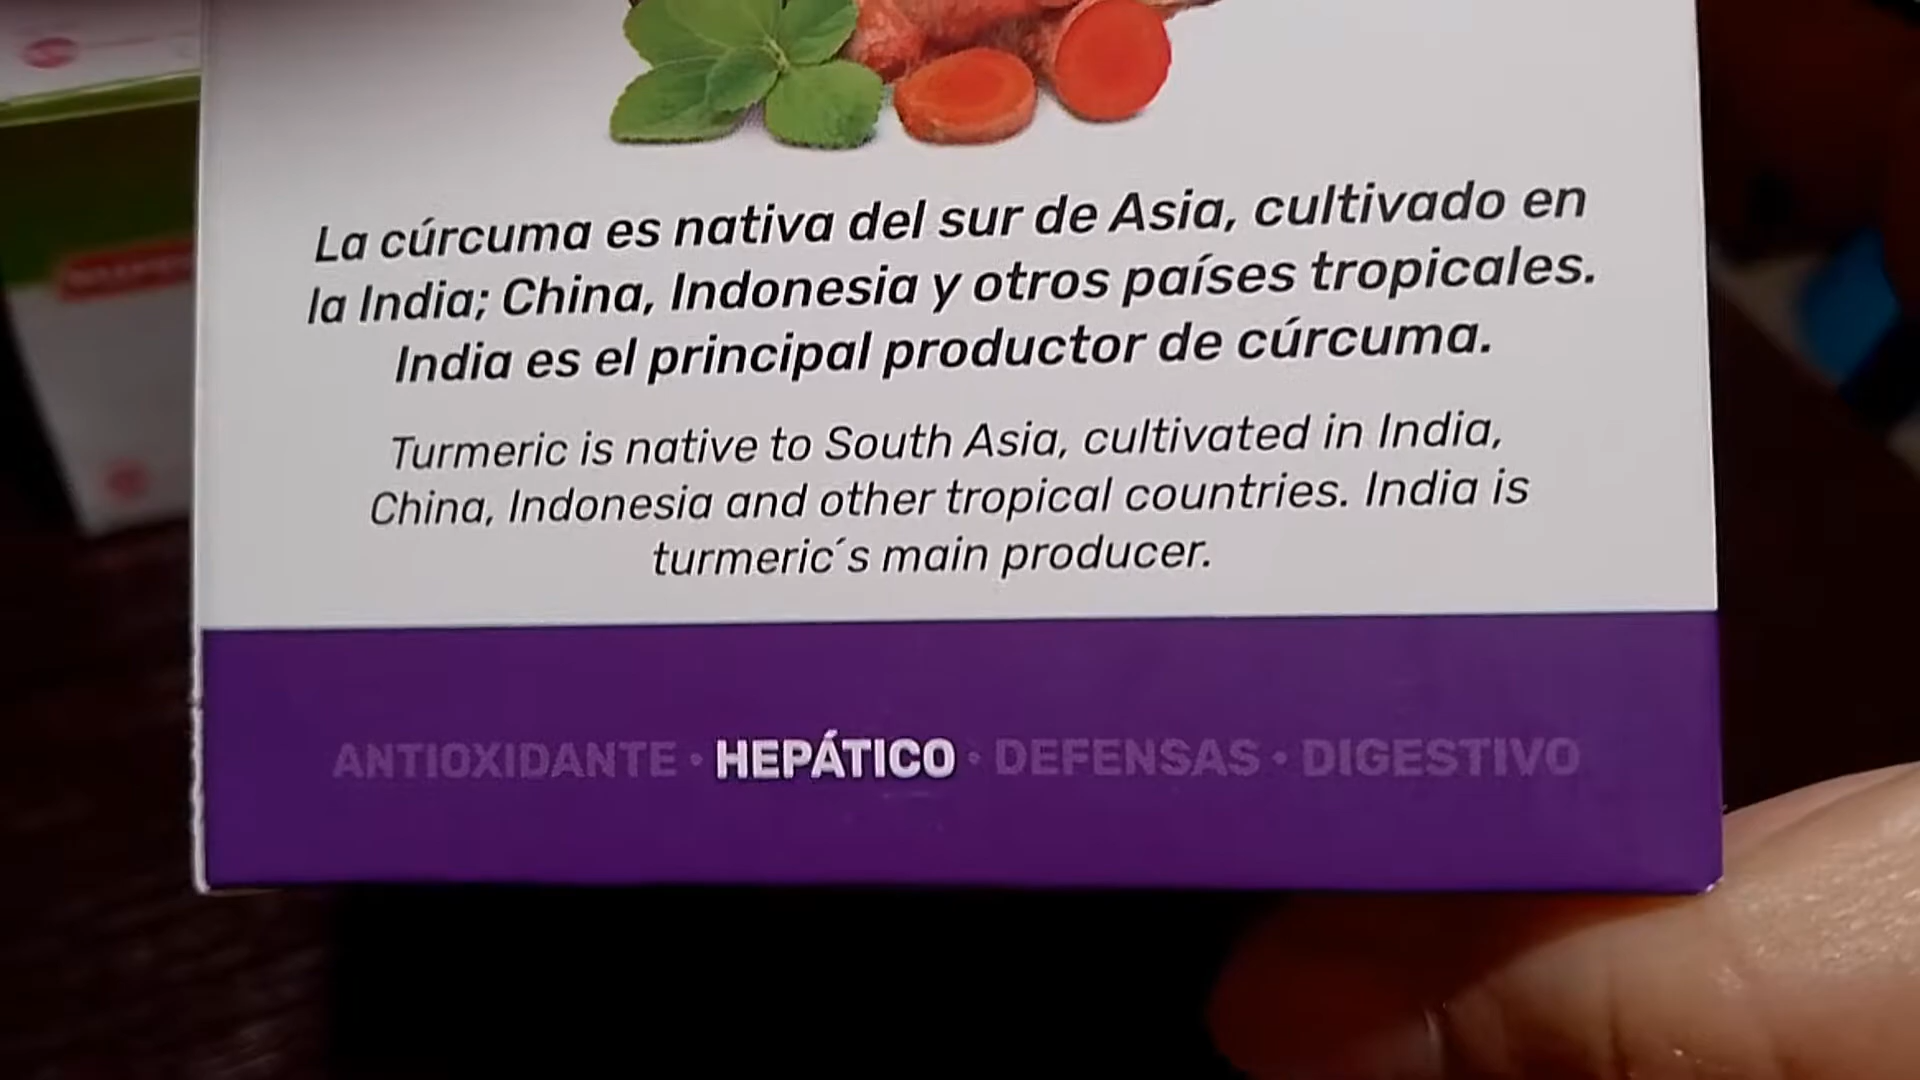 La cúrcuma es nativa del sur de Asia, cultivado en
la India; China, Indonesia y otros países tropicales.
India es el principal productor de cúrcuma.
Turmeric is native to South Asia, cultivated in India,
China, Indonesia and other tropical countries. India is
turmeric´s main producer.
ANTIOXIDANTE • HEPÁTICO • DEFENSAS • DIGESTIVO